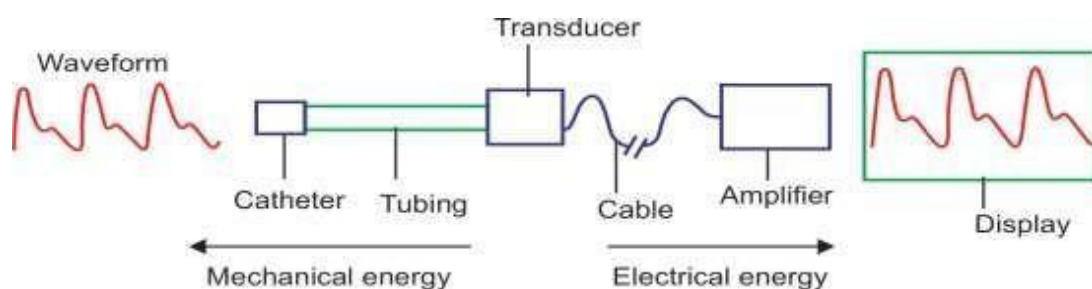 Transducer
Waveform
Catheter
Tubing
Cable
Amplifier
Display
Mechanical energy
Electrical energy